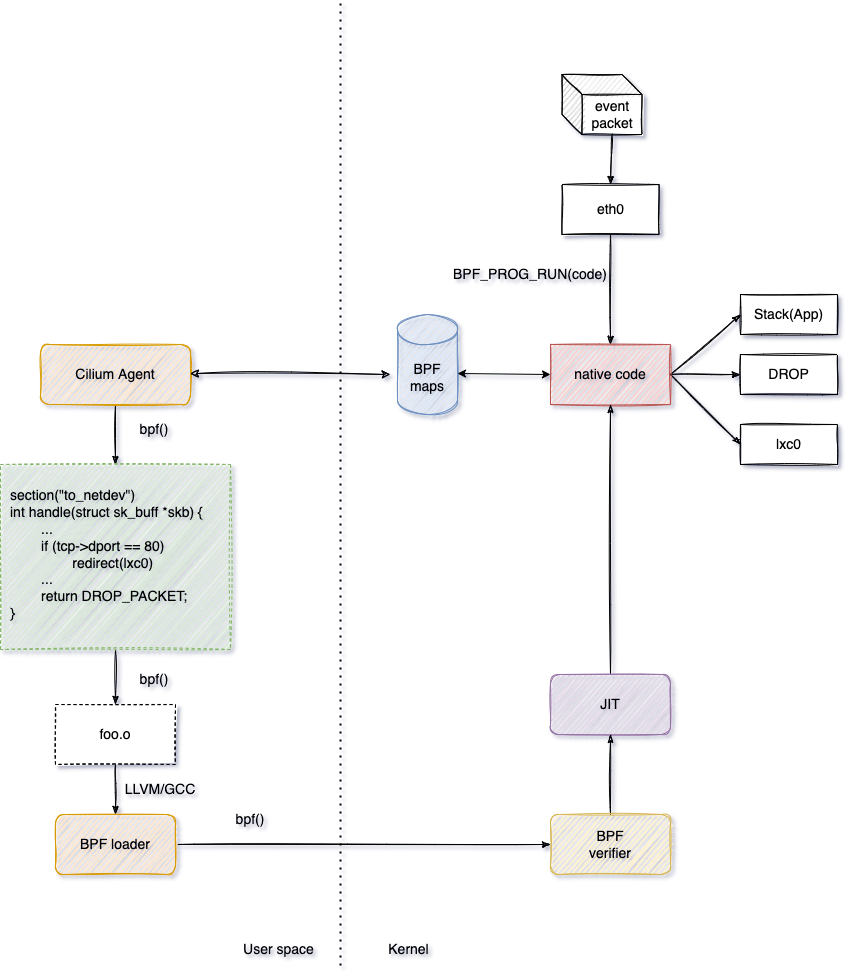 event
packet
eth0
BPF_PROG_RUN(code)
Stack(App)
Cilium Agent
BPF
maps
native code
DROP
bpf()
lxc0
section("to_netdev")
int handle(struct sk_buff *skb) {
...
if (tcp->dport == 80)
redirect(lxc0)
...
return DROP_PACKET;
}
bpf()
JIT
foo.o
LLVM/GCC
bpf()
BPF loader
BPF
verifier
User space
Kernel